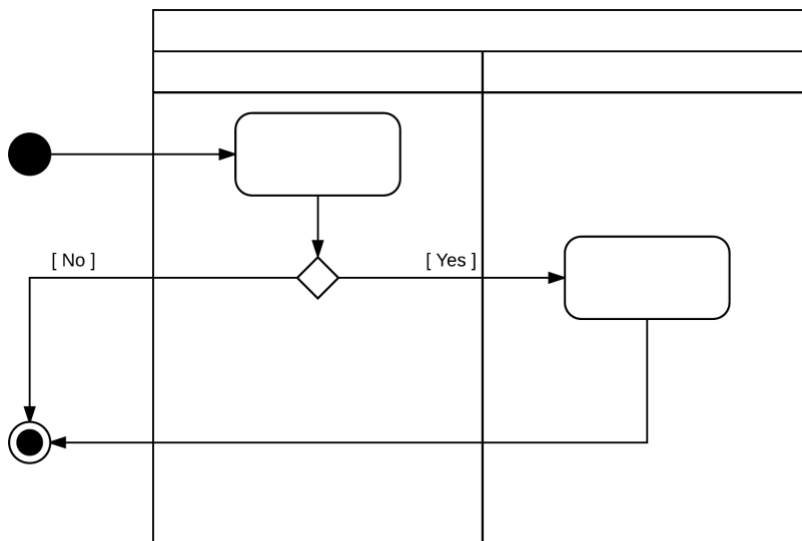 [ No ]
[ Yes ]